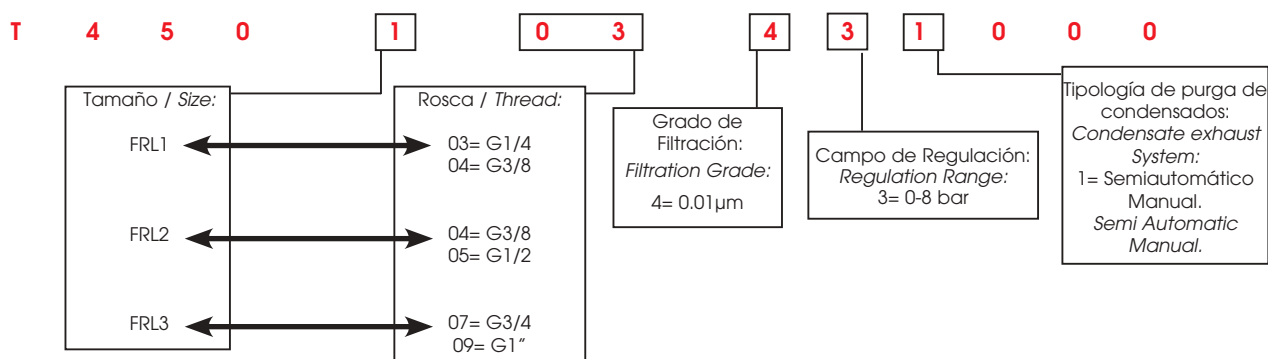 T 4 5 0 1 0 3 4 3 1 0 0 0
Tamaño / Size:
FRL1
FRL2
FRL3
Rosca / Thread:
03= G1/4
04= G3/8
04= G3/8
05= G1/2
07= G3/4
09= G1”
Grado de
Filtración:
Filtration Grade:
4= 0.01µm
Campo de Regulación:
Regulation Range:
3= 0-8 bar
Tipología de purga de
condensados:
Condensate exhaust
System:
1= Semiautomático
Manual.
Semi Automatic
Manual.